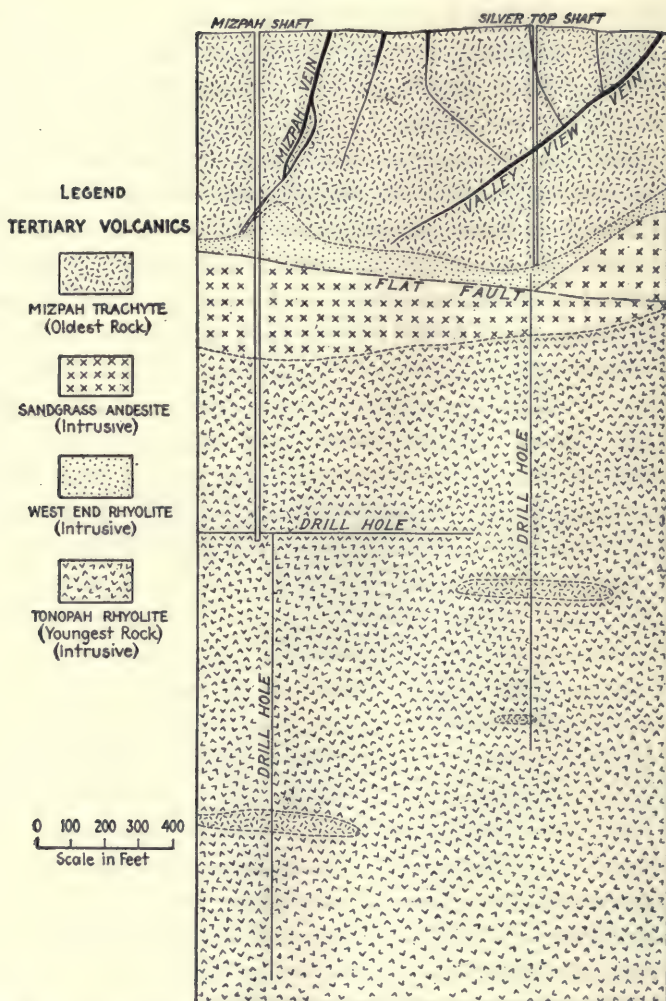 MIZPAH SHAFT
SILVER TOP SHAFT
MIZPAH VEIN
VALLEY VIEW VEIN
FLAT FAULT
DRILL HOLE
DRILL HOLE
DRILL HOLE
LEGEND
TERTIARY VOLCANICS
MIZPAH TRACHYTE
(Oldest Rock)
SANDGRASS ANDESITE
(Intrusive)
WEST END RHYOLITE
(Intrusive)
TONOPAH RHYOLITE
(Youngest Rock)
(Intrusive)
0 100 200 300 400
Scale in Feet